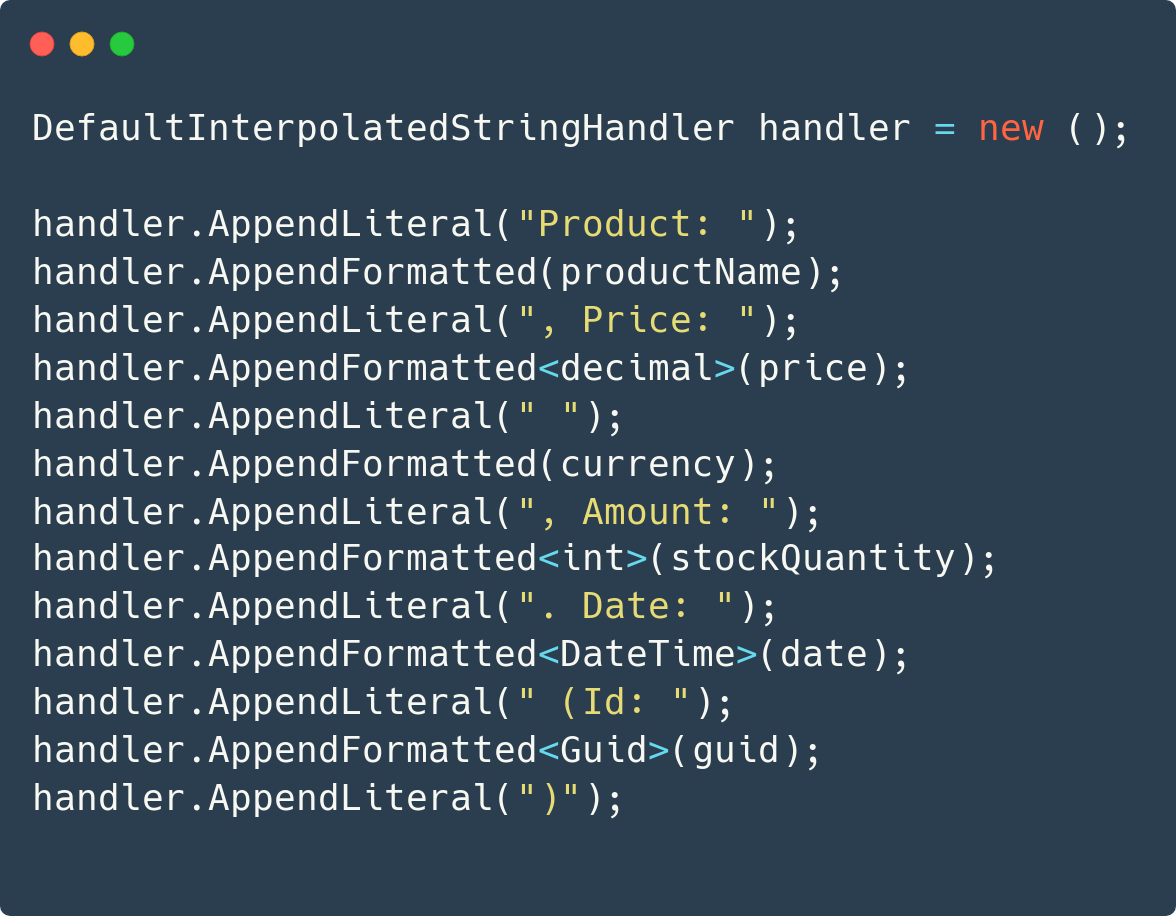 DefaultInterpolatedStringHandler handler = new ();
handler.AppendLiteral("Product: ");
handler.AppendFormatted(productName);
handler.AppendLiteral(", Price: ");
handler.AppendFormatted<decimal>(price);
handler.AppendLiteral(" ");
handler.AppendFormatted(currency);
handler.AppendLiteral(", Amount: ");
handler.AppendFormatted<int>(stockQuantity);
handler.AppendLiteral(". Date: ");
handler.AppendFormatted<DateTime>(date);
handler.AppendLiteral(" (Id: ");
handler.AppendFormatted<Guid>(guid);
handler.AppendLiteral(")");